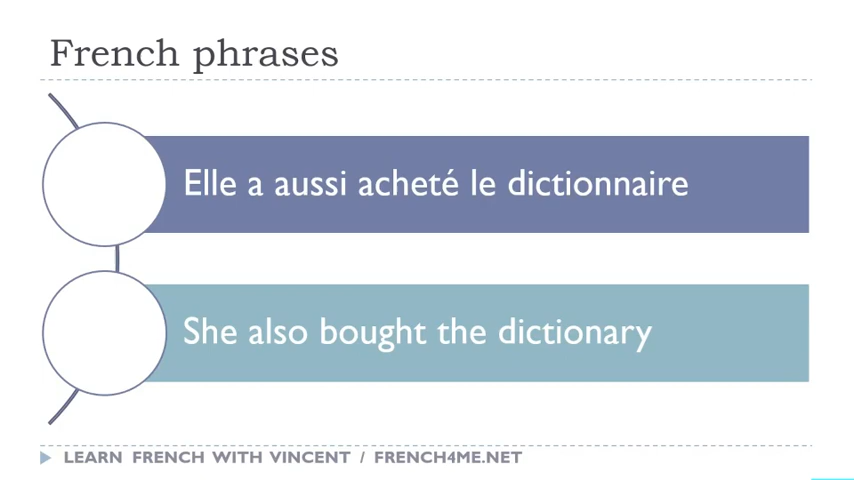 French phrases
Elle a aussi acheté le dictionnaire
She also bought the dictionary
LEARN FRENCH WITH VINCENT / FRENCH4ME.NET